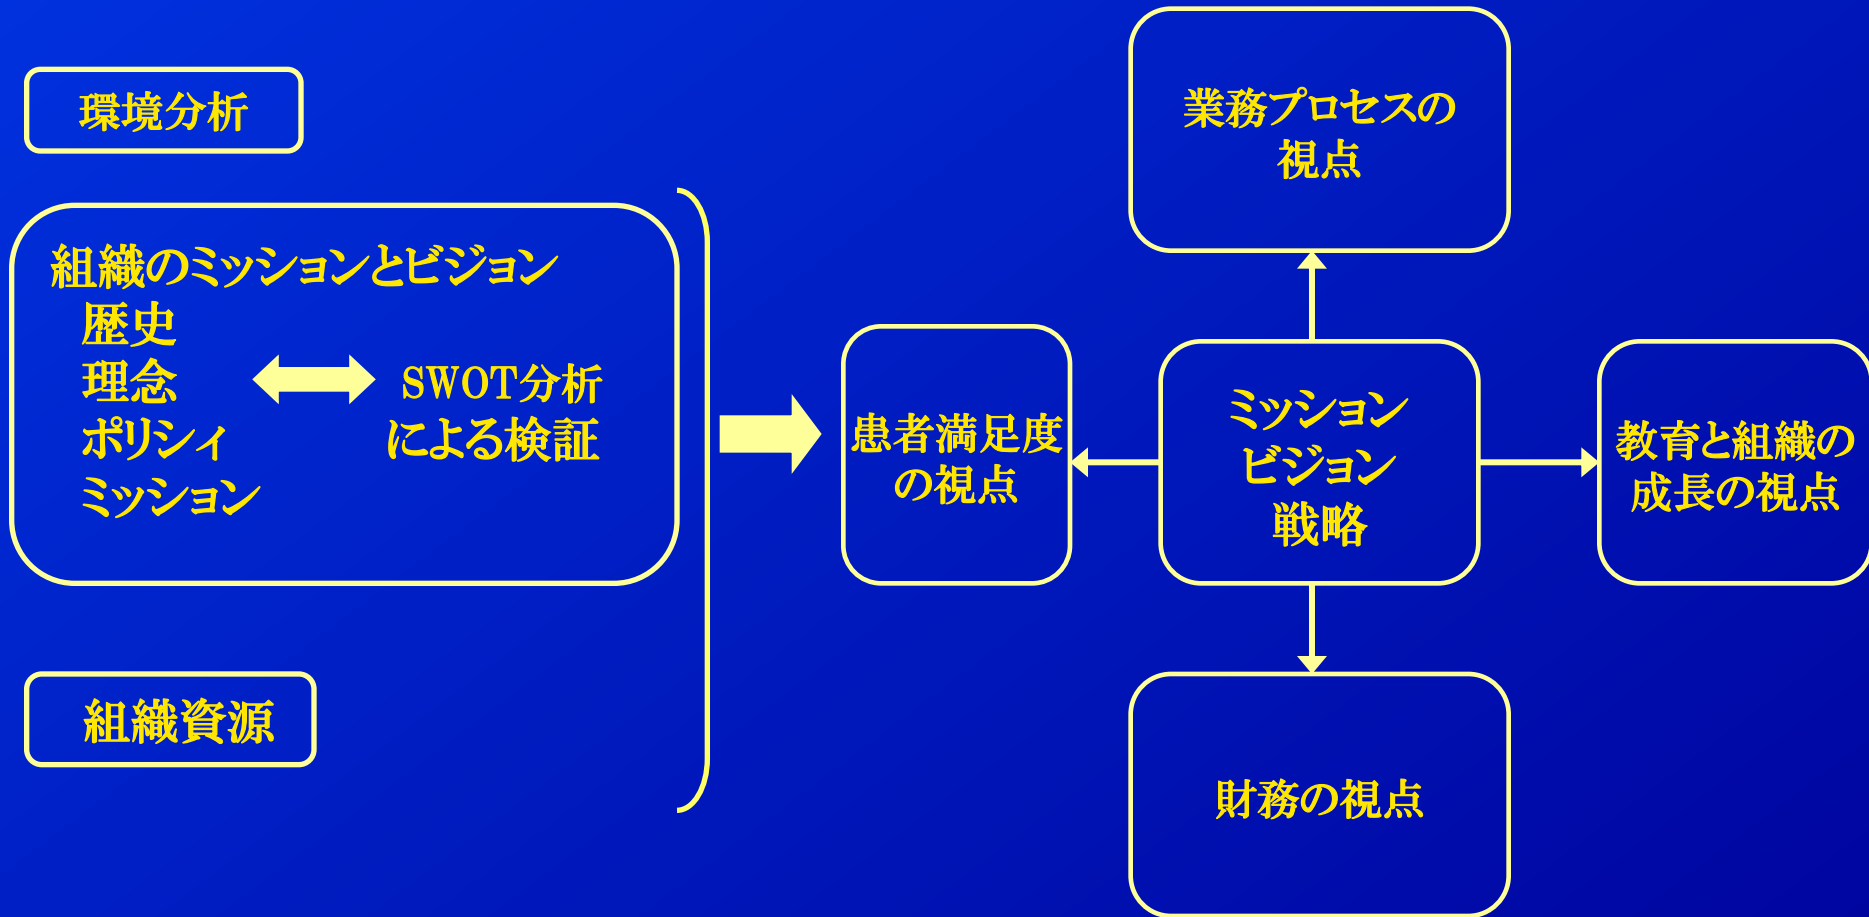 環境分析
組織のミッションとビジョン
歴史
理念
ポリシィ
ミッション
SWOT分析
による検証
組織資源
業務プロセスの
視点
患者満足度
の視点
ミッション
ビジョン
戦略
教育と組織の
成長の視点
財務の視点